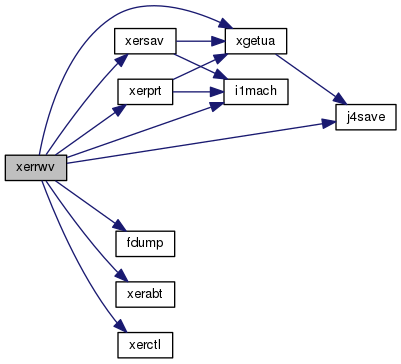 xersav
xgetua
xerprt
i1mach
j4save
xerrwv
fdump
xerabt
xerctl